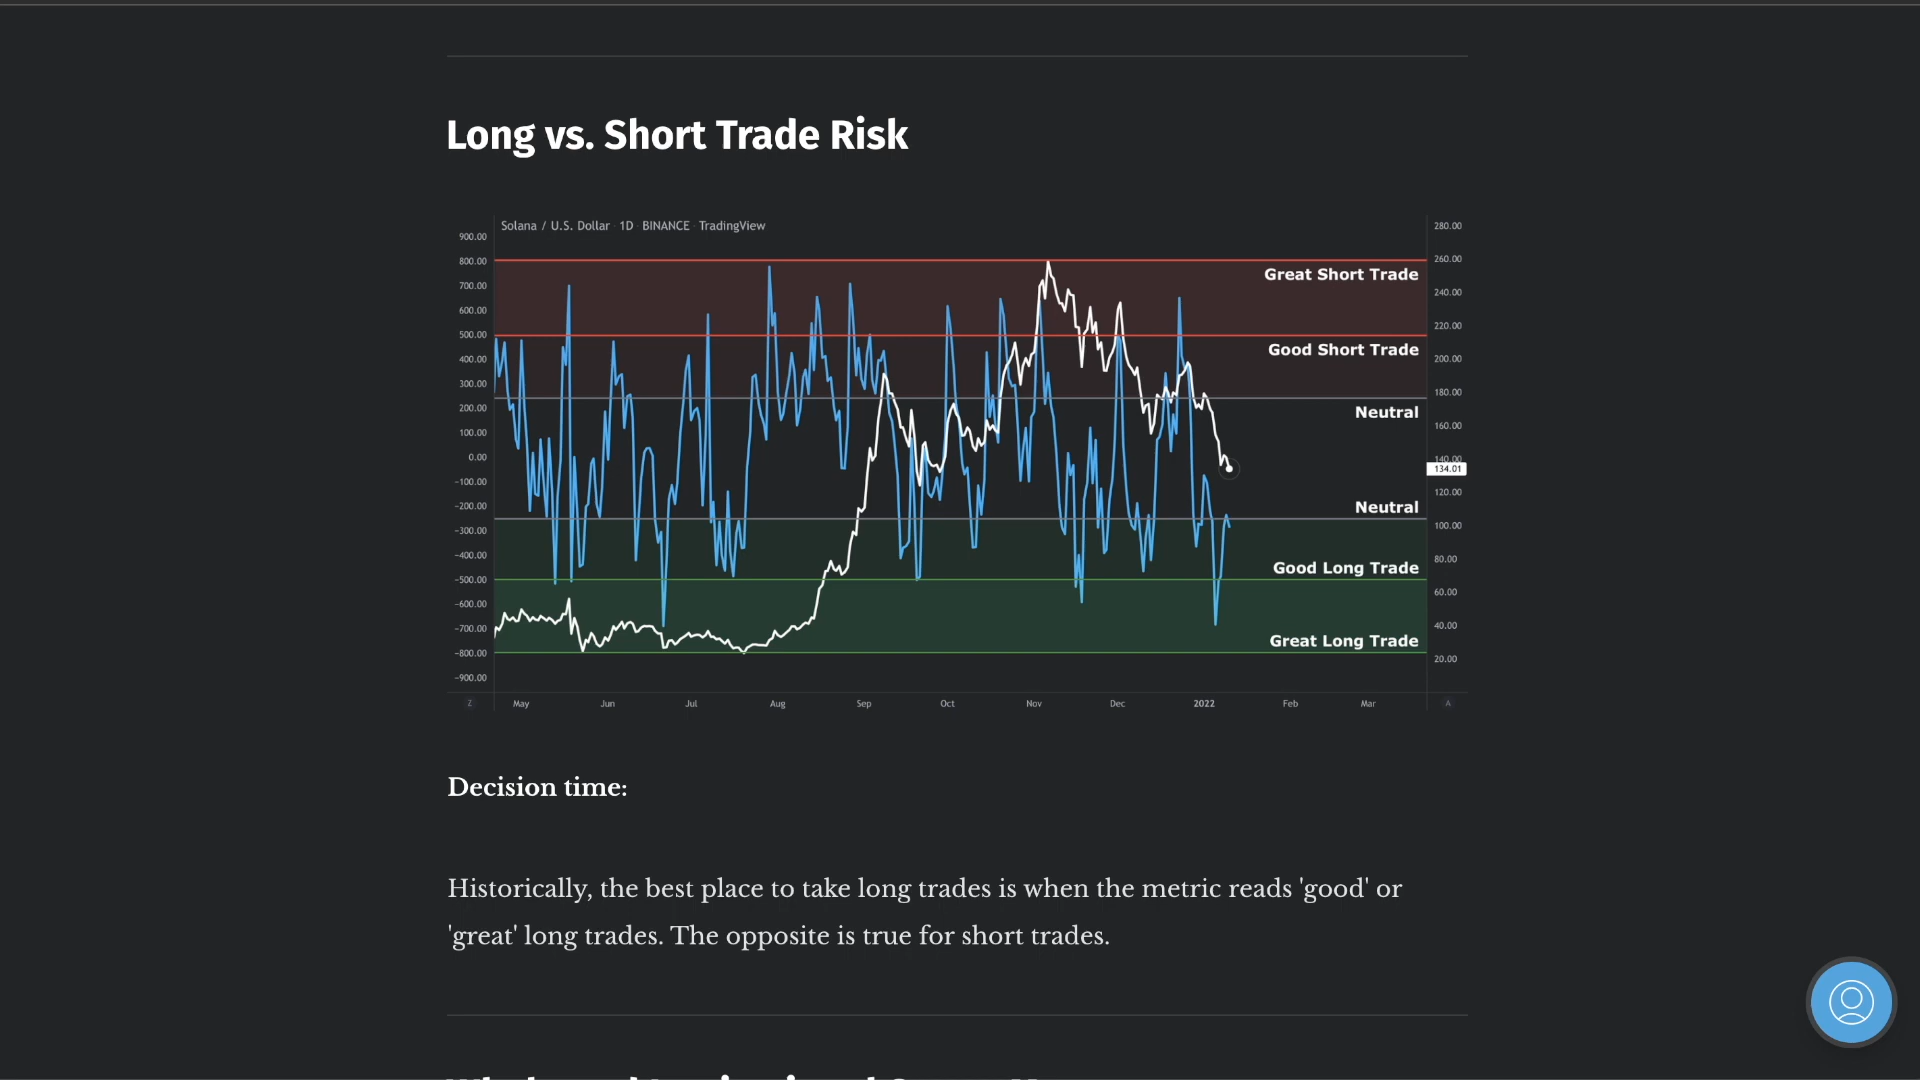 Long vs. Short Trade Risk
Solana / U.S. Dollar 1D BINANCE TradingView
900.00
800.00
700.00
600.00
500.00
400.00
300.00
200.00
100.00
0.00
−100.00
−200.00
−300.00
−400.00
−500.00
−600.00
−700.00
−800.00
−900.00
Great Short Trade
Good Short Trade
Neutral
Neutral
Good Long Trade
Great Long Trade
280.00
260.00
240.00
220.00
200.00
180.00
160.00
140.00
134.01
120.00
100.00
80.00
60.00
40.00
20.00
Z May Jun Jul Aug Sep Oct Nov Dec 2022 Feb Mar A
Decision time:
Historically, the best place to take long trades is when the metric reads 'good' or
'great' long trades. The opposite is true for short trades.